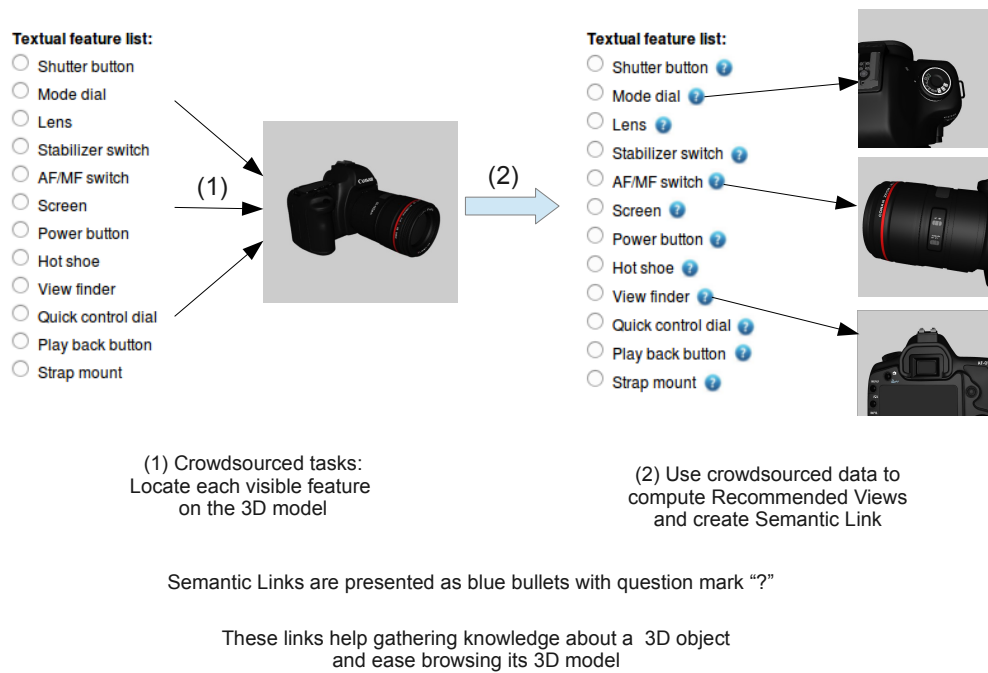 Textual feature list:
Shutter button
Mode dial
Lens
Stabilizer switch
AF/MF switch
Screen
Power button
Hot shoe
View finder
Quick control dial
Play back button
Strap mount
(1)
Canon
(2)
Textual feature list:
Shutter button ?
Mode dial ?
Lens ?
Stabilizer switch ?
AF/MF switch ?
Screen ?
Power button ?
Hot shoe ?
View finder ?
Quick control dial ?
Play back button ?
Strap mount ?
MENU
(1) Crowdsourced tasks:
Locate each visible feature
on the 3D model
(2) Use crowdsourced data to
compute Recommended Views
and create Semantic Link
Semantic Links are presented as blue bullets with question mark “?”
These links help gathering knowledge about a 3D object
and ease browsing its 3D model